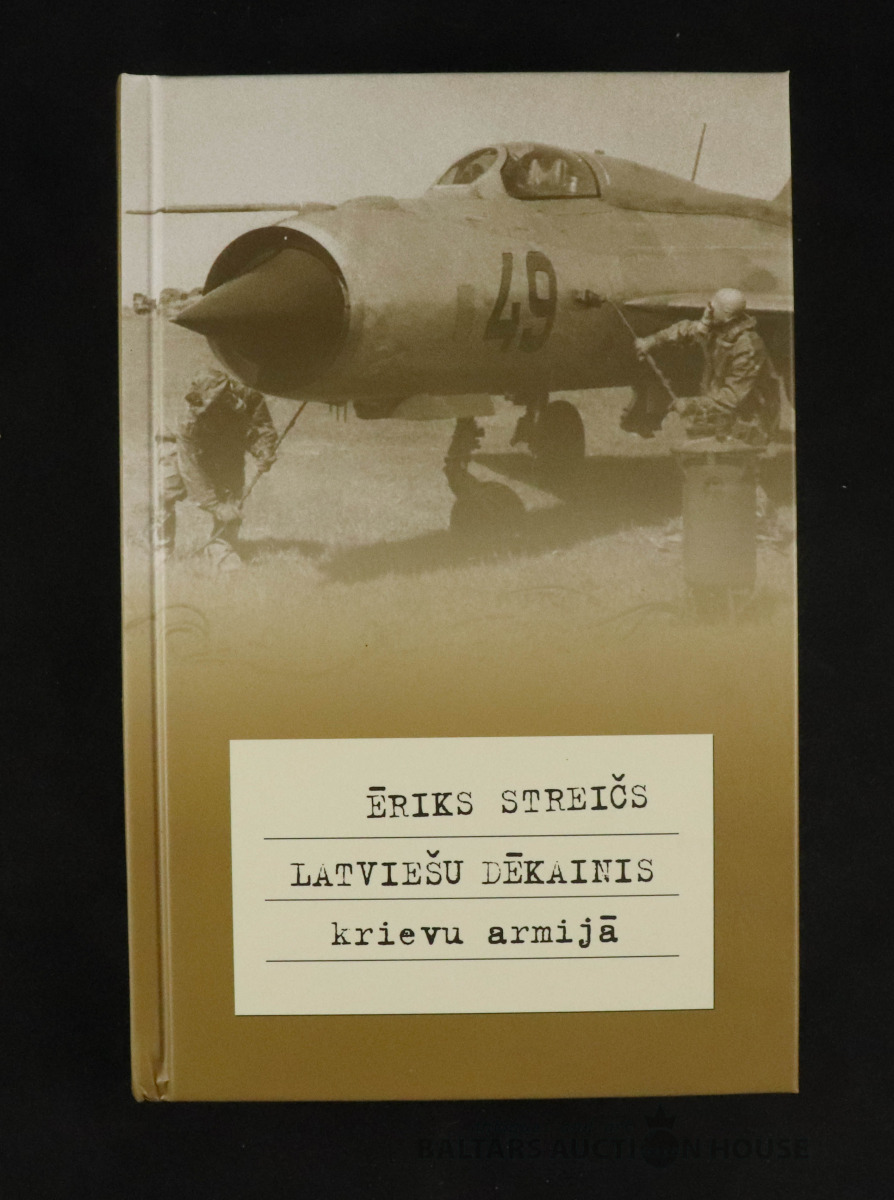 49
ĒRIKS STREIČS
LATVIEŠU DĒKAINIS
krievu armijā
BALTARS AUCTION HOUSE